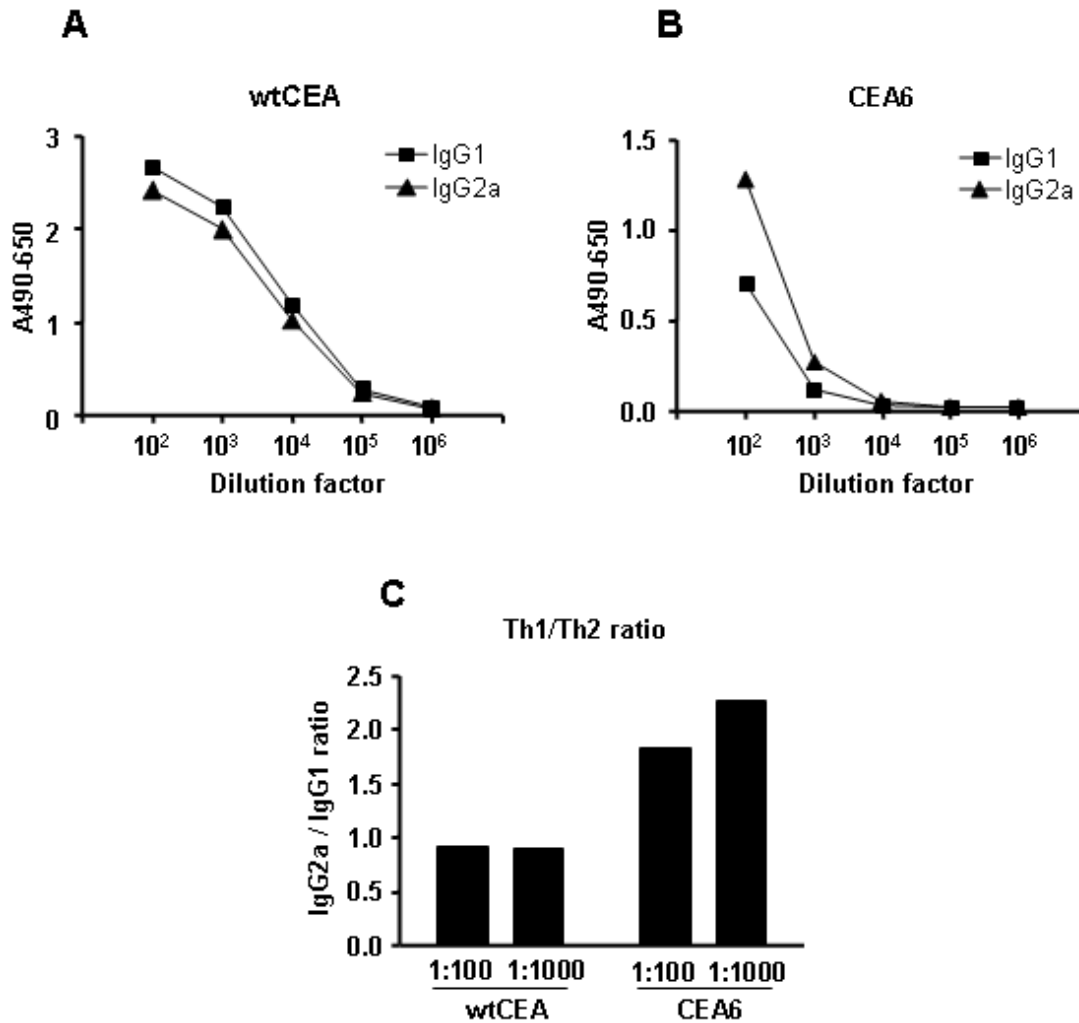 A
wtCEA
IgG1
IgG2a
3
2
1
0
A490-650
10²
10³
10⁴
10⁵
10⁶
Dilution factor
B
CEA6
IgG1
IgG2a
1.5
1.0
0.5
0.0
A490-650
10²
10³
10⁴
10⁵
10⁶
Dilution factor
C
Th1/Th2 ratio
2.5
2.0
1.5
1.0
0.5
0.0
IgG2a / IgG1 ratio
1:100 1:1000
wtCEA
1:100 1:1000
CEA6